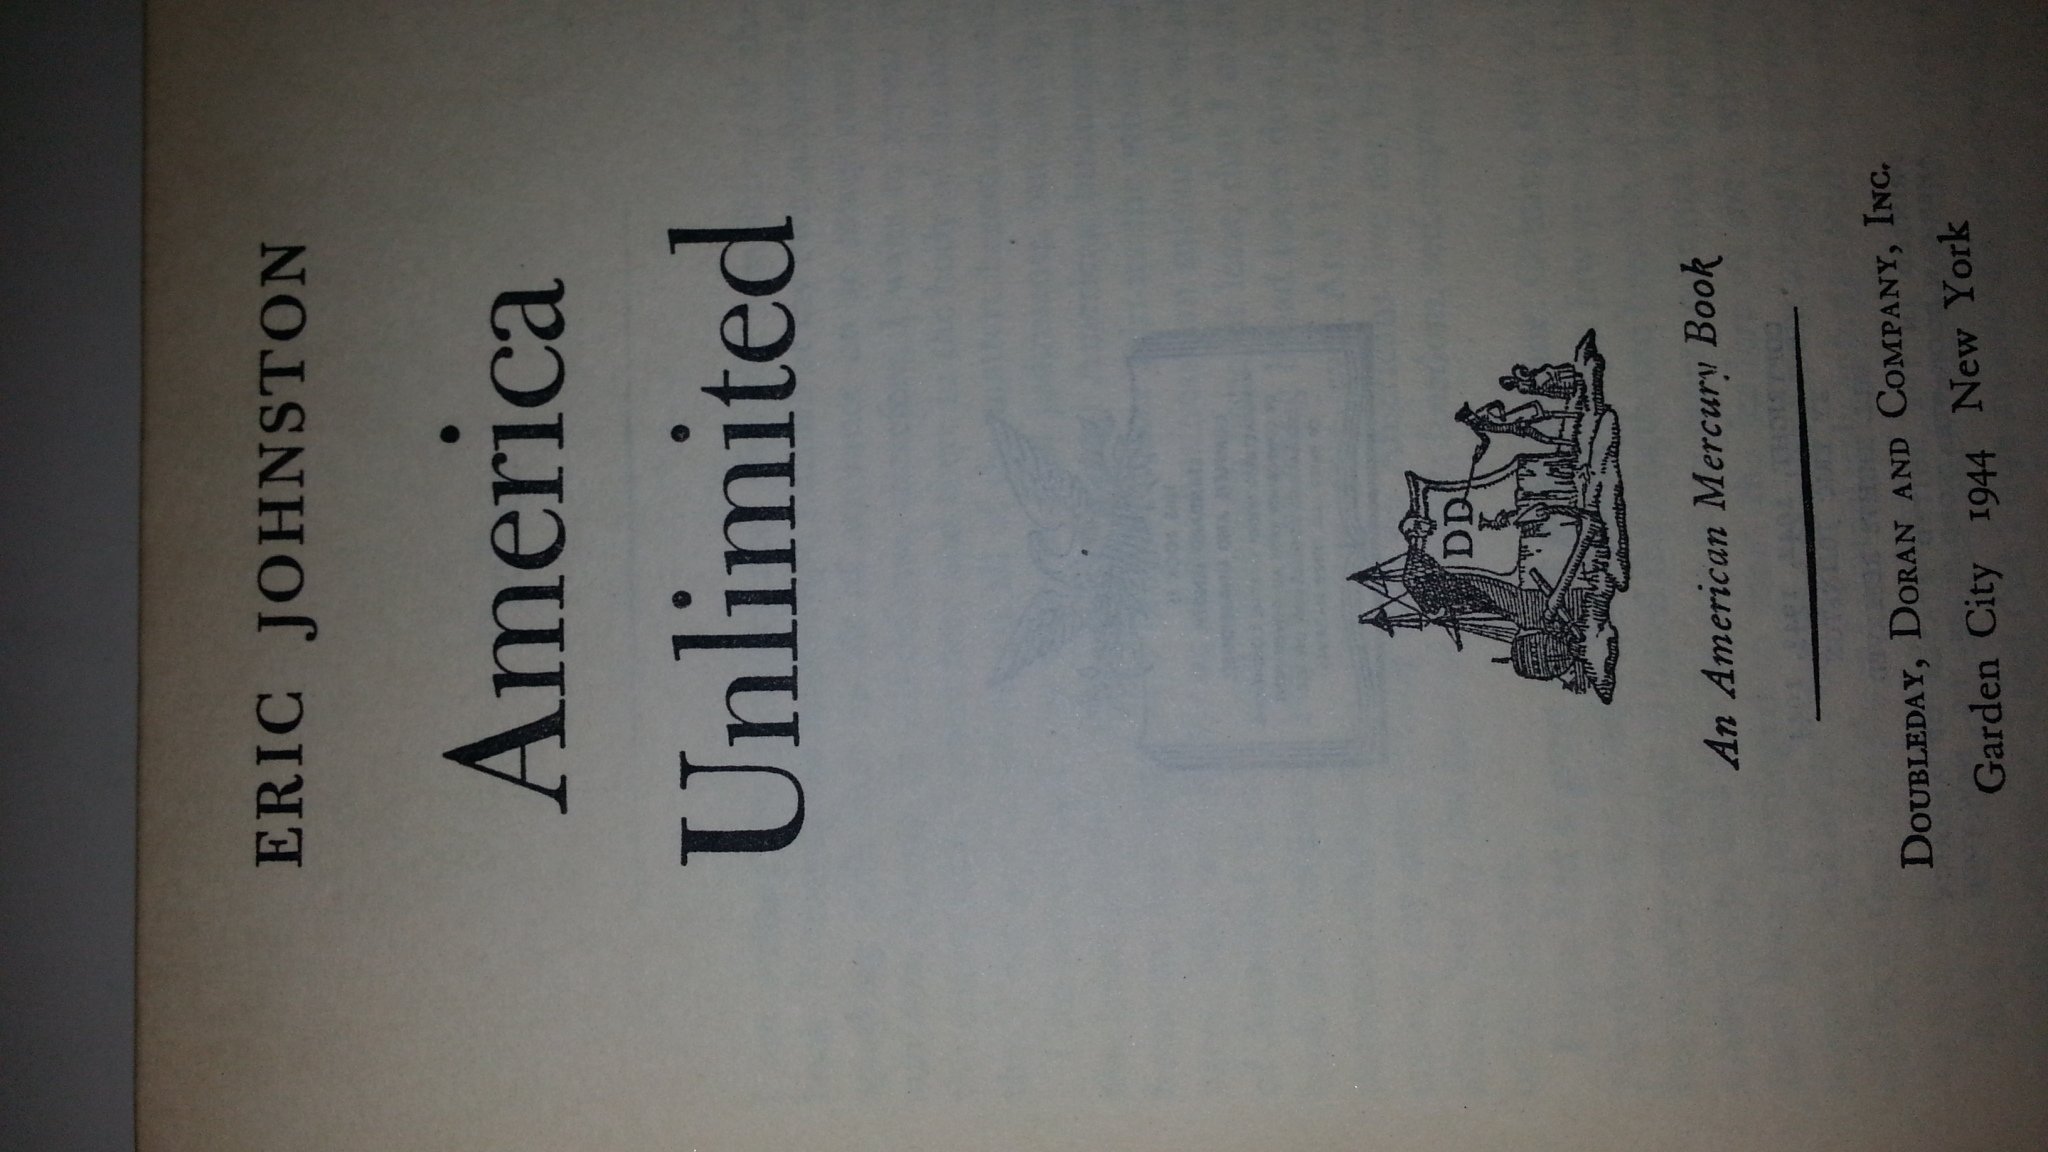 ERIC JOHNSTON
America
Unlimited
DD
An American Mercury Book
DOUBLEDAY, DORAN AND COMPANY, INC.
Garden City 1944 New York